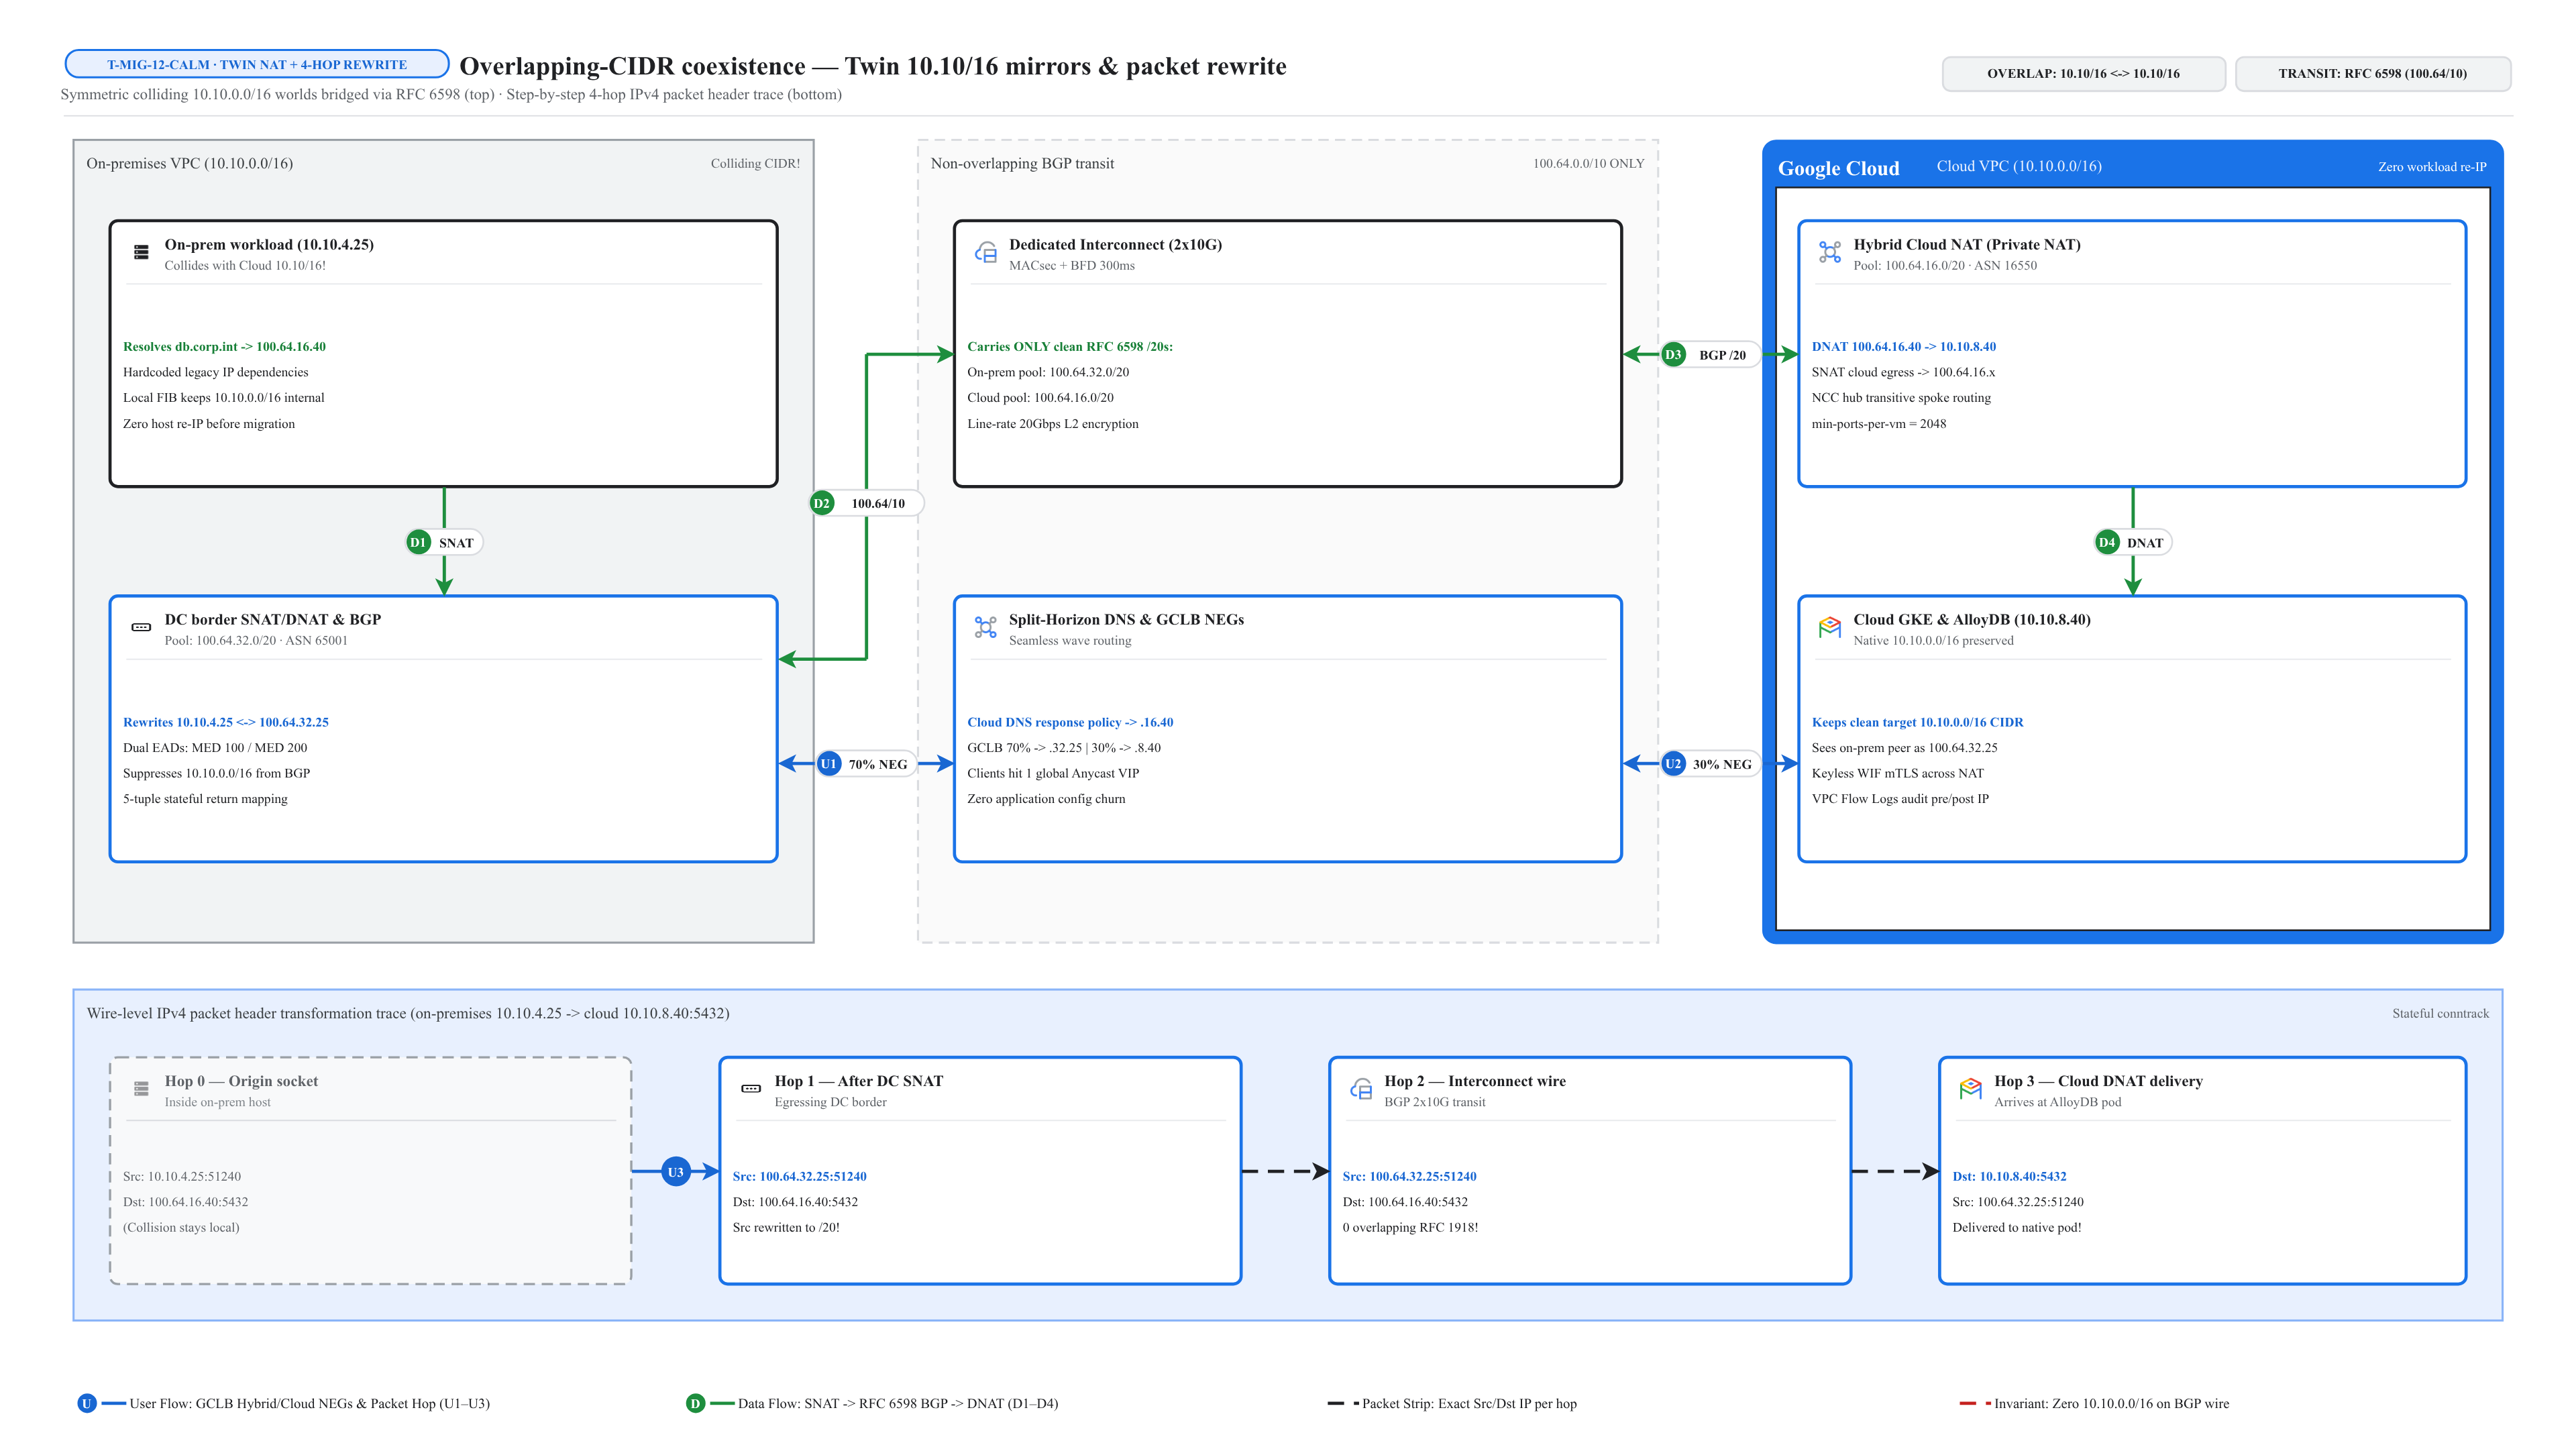 T-MIG-12-CALM · TWIN NAT + 4-HOP REWRITE
Overlapping-CIDR coexistence — Twin 10.10/16 mirrors & packet rewrite
OVERLAP: 10.10/16 <-> 10.10/16
TRANSIT: RFC 6598 (100.64/10)
Symmetric colliding 10.10.0.0/16 worlds bridged via RFC 6598 (top) · Step-by-step 4-hop IPv4 packet header trace (bottom)
On-premises VPC (10.10.0.0/16)
Colliding CIDR!
On-prem workload (10.10.4.25)
Collides with Cloud 10.10/16!
Resolves db.corp.int -> 100.64.16.40
Hardcoded legacy IP dependencies
Local FIB keeps 10.10.0.0/16 internal
Zero host re-IP before migration
D1 SNAT
DC border SNAT/DNAT & BGP
Pool: 100.64.32.0/20 · ASN 65001
Rewrites 10.10.4.25 <-> 100.64.32.25
Dual EADs: MED 100 / MED 200
Suppresses 10.10.0.0/16 from BGP
5-tuple stateful return mapping
D2 100.64/10
U1 70% NEG
Non-overlapping BGP transit
100.64.0.0/10 ONLY
Dedicated Interconnect (2x10G)
MACsec + BFD 300ms
Carries ONLY clean RFC 6598 /20s:
On-prem pool: 100.64.32.0/20
Cloud pool: 100.64.16.0/20
Line-rate 20Gbps L2 encryption
Split-Horizon DNS & GCLB NEGs
Seamless wave routing
Cloud DNS response policy -> .16.40
GCLB 70% -> .32.25 | 30% -> .8.40
Clients hit 1 global Anycast VIP
Zero application config churn
D3 BGP /20
U2 30% NEG
Google Cloud
Cloud VPC (10.10.0.0/16)
Zero workload re-IP
Hybrid Cloud NAT (Private NAT)
Pool: 100.64.16.0/20 · ASN 16550
DNAT 100.64.16.40 -> 10.10.8.40
SNAT cloud egress -> 100.64.16.x
NCC hub transitive spoke routing
min-ports-per-vm = 2048
D4 DNAT
Cloud GKE & AlloyDB (10.10.8.40)
Native 10.10.0.0/16 preserved
Keeps clean target 10.10.0.0/16 CIDR
Sees on-prem peer as 100.64.32.25
Keyless WIF mTLS across NAT
VPC Flow Logs audit pre/post IP
Wire-level IPv4 packet header transformation trace (on-premises 10.10.4.25 -> cloud 10.10.8.40:5432)
Stateful conntrack
Hop 0 — Origin socket
Inside on-prem host
Src: 10.10.4.25:51240
Dst: 100.64.16.40:5432
(Collision stays local)
U3
Hop 1 — After DC SNAT
Egressing DC border
Src: 100.64.32.25:51240
Dst: 100.64.16.40:5432
Src rewritten to /20!
Hop 2 — Interconnect wire
BGP 2x10G transit
Src: 100.64.32.25:51240
Dst: 100.64.16.40:5432
0 overlapping RFC 1918!
Hop 3 — Cloud DNAT delivery
Arrives at AlloyDB pod
Dst: 10.10.8.40:5432
Src: 100.64.32.25:51240
Delivered to native pod!
U User Flow: GCLB Hybrid/Cloud NEGs & Packet Hop (U1–U3)
D Data Flow: SNAT -> RFC 6598 BGP -> DNAT (D1–D4)
Packet Strip: Exact Src/Dst IP per hop
Invariant: Zero 10.10.0.0/16 on BGP wire